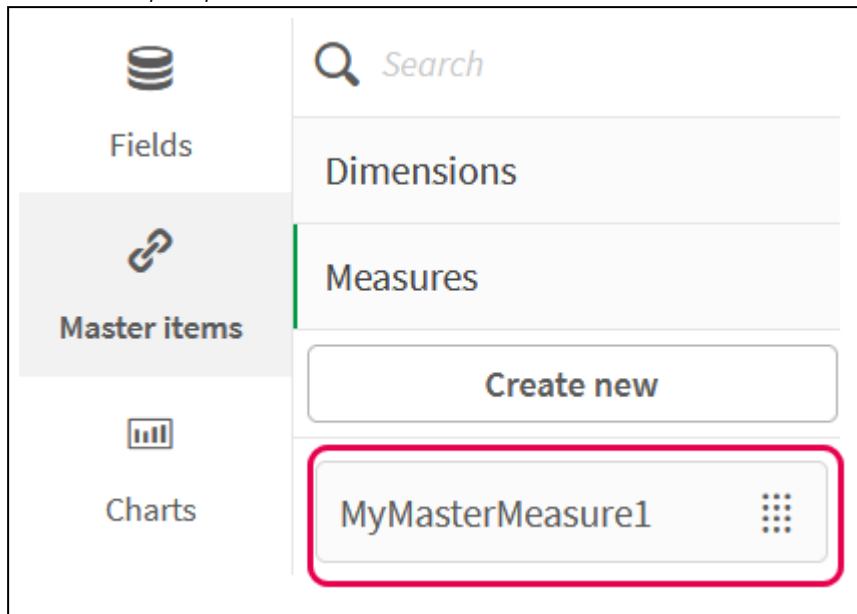 Search
Fields
Dimensions
Measures
Master items
Create new
Charts
MyMasterMeasure1